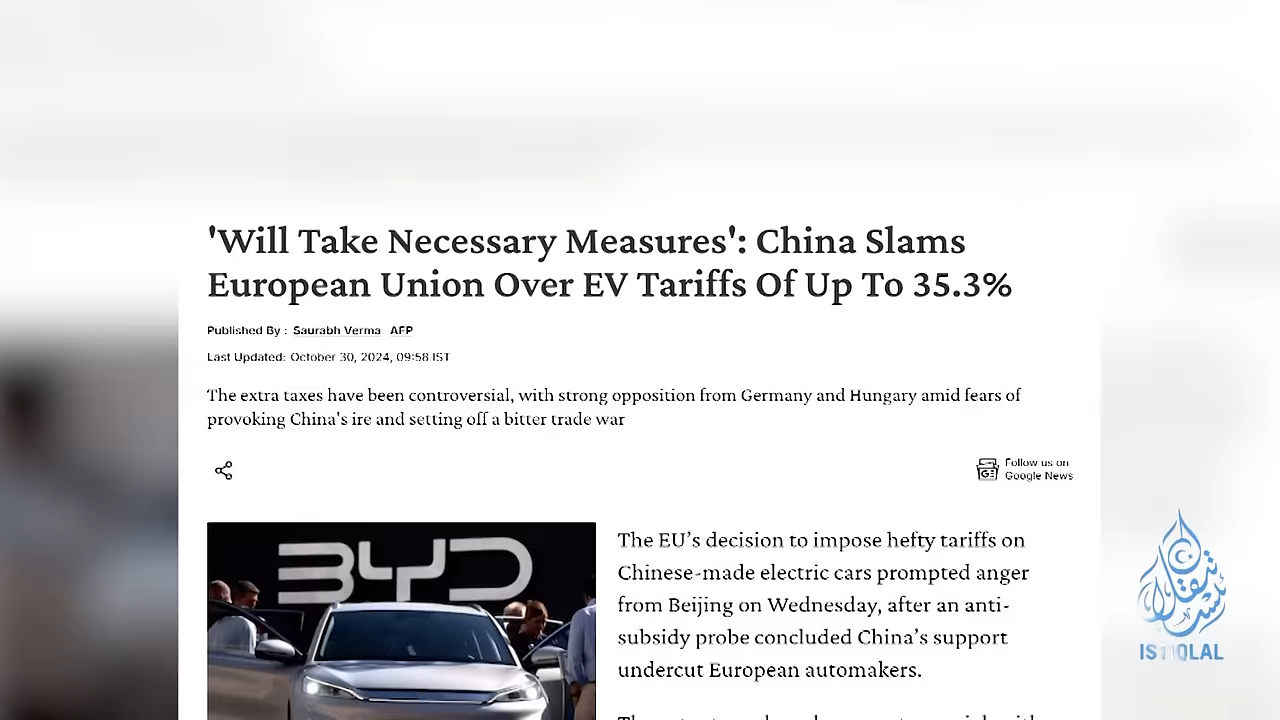 'Will Take Necessary Measures': China Slams
European Union Over EV Tariffs Of Up To 35.3%
Published By : Saurabh Verma AFP
Last Updated: October 30, 2024, 09:58 IST
The extra taxes have been controversial, with strong opposition from Germany and Hungary amid fears of
provoking China's ire and setting off a bitter trade war
Follow us on
Google News
BYD
The EU’s decision to impose hefty tariffs on
Chinese-made electric cars prompted anger
from Beijing on Wednesday, after an anti-
subsidy probe concluded China’s support
undercut European automakers.
ISTIQLAL